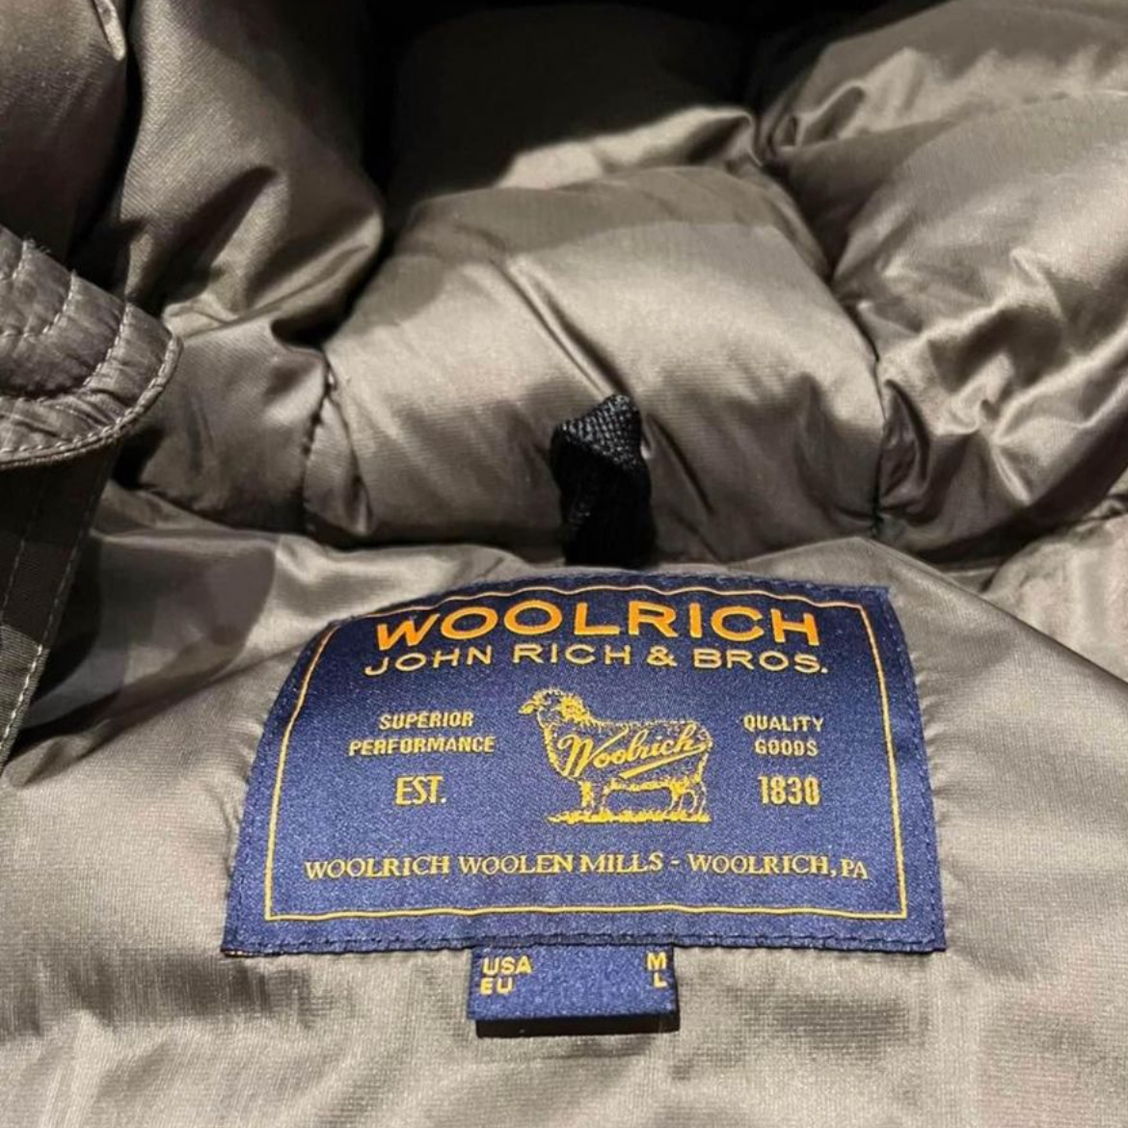 WOOLRICH
JOHN RICH & BROS.
SUPERIOR
PERFORMANCE
EST.
Woolrich
QUALITY
GOODS
1830
WOOLRICH WOOLEN MILLS - WOOLRICH, PA
USA M
EU L